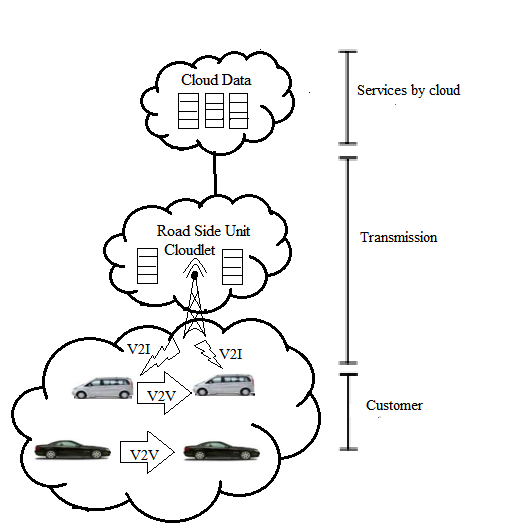 Cloud Data
Services by cloud
Road Side Unit
Cloudlet
Transmission
V2I
V2I
V2V
Customer
V2V